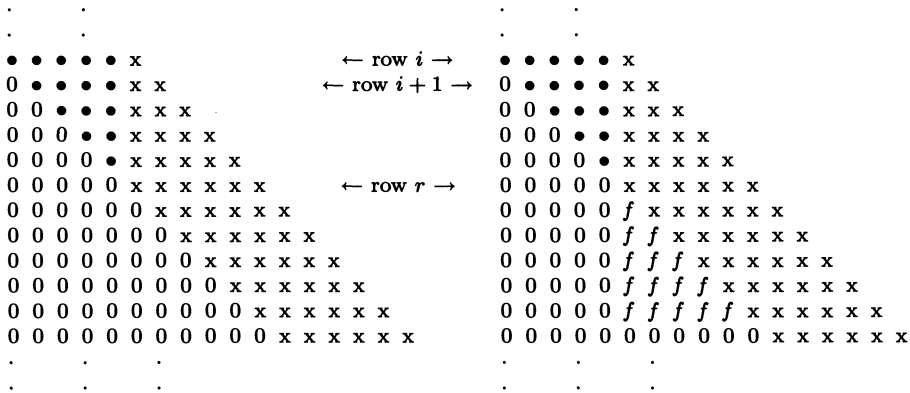 . . . .
. . . .
• • • • • x ← row i → • • • • • x
0 • • • • x x ← row i + 1 → 0 • • • • x x
0 0 • • • x x x 0 0 • • • x x x
0 0 0 • • x x x x 0 0 0 • • x x x x
0 0 0 0 • x x x x x 0 0 0 0 • x x x x x
0 0 0 0 0 x x x x x x ← row r → 0 0 0 0 0 x x x x x x
0 0 0 0 0 0 x x x x x x 0 0 0 0 0 f x x x x x x
0 0 0 0 0 0 0 x x x x x x 0 0 0 0 0 f f x x x x x x
0 0 0 0 0 0 0 0 x x x x x x 0 0 0 0 0 f f f x x x x x x
0 0 0 0 0 0 0 0 0 x x x x x x 0 0 0 0 0 f f f f x x x x x x
0 0 0 0 0 0 0 0 0 0 x x x x x x 0 0 0 0 0 f f f f f x x x x x x
0 0 0 0 0 0 0 0 0 0 0 x x x x x x 0 0 0 0 0 0 0 0 0 0 0 x x x x x x
. . . . . .
. . . . . .